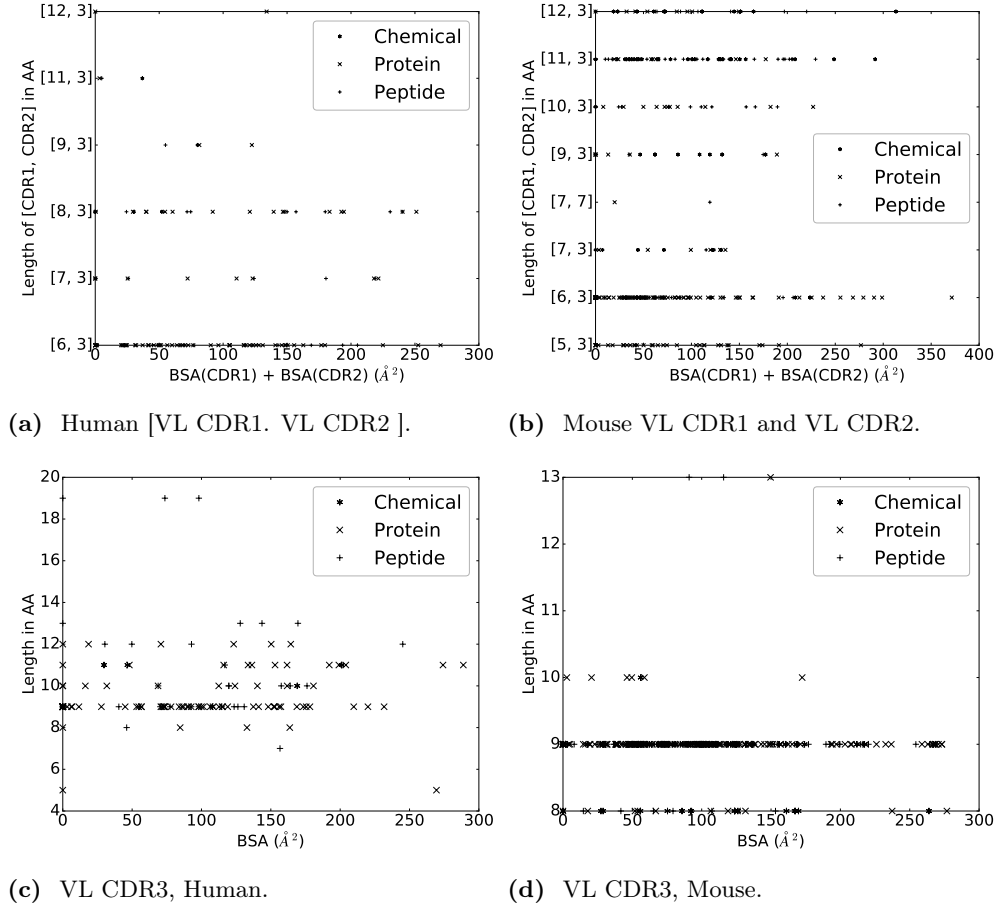 [12, 3]
[11, 3]
[9, 3]
[8, 3]
[7, 3]
[6, 3]
Length of [CDR1, CDR2] in AA
Chemical
Protein
Peptide
0 50 100 150 200 250 300
BSA(CDR1) + BSA(CDR2) (Å²)
(a) Human [VL CDR1. VL CDR2 ].
[12, 3]
[11, 3]
[10, 3]
[9, 3]
[7, 7]
[7, 3]
[6, 3]
[5, 3]
Length of [CDR1, CDR2] in AA
Chemical
Protein
Peptide
0 50 100 150 200 250 300 350 400
BSA(CDR1) + BSA(CDR2) (Å²)
(b) Mouse VL CDR1 and VL CDR2.
20
18
16
14
12
10
8
6
4
Length in AA
Chemical
Protein
Peptide
0 50 100 150 200 250 300
BSA (Å²)
(c) VL CDR3, Human.
13
12
11
10
9
8
Length in AA
Chemical
Protein
Peptide
0 50 100 150 200 250 300
BSA (Å²)
(d) VL CDR3, Mouse.